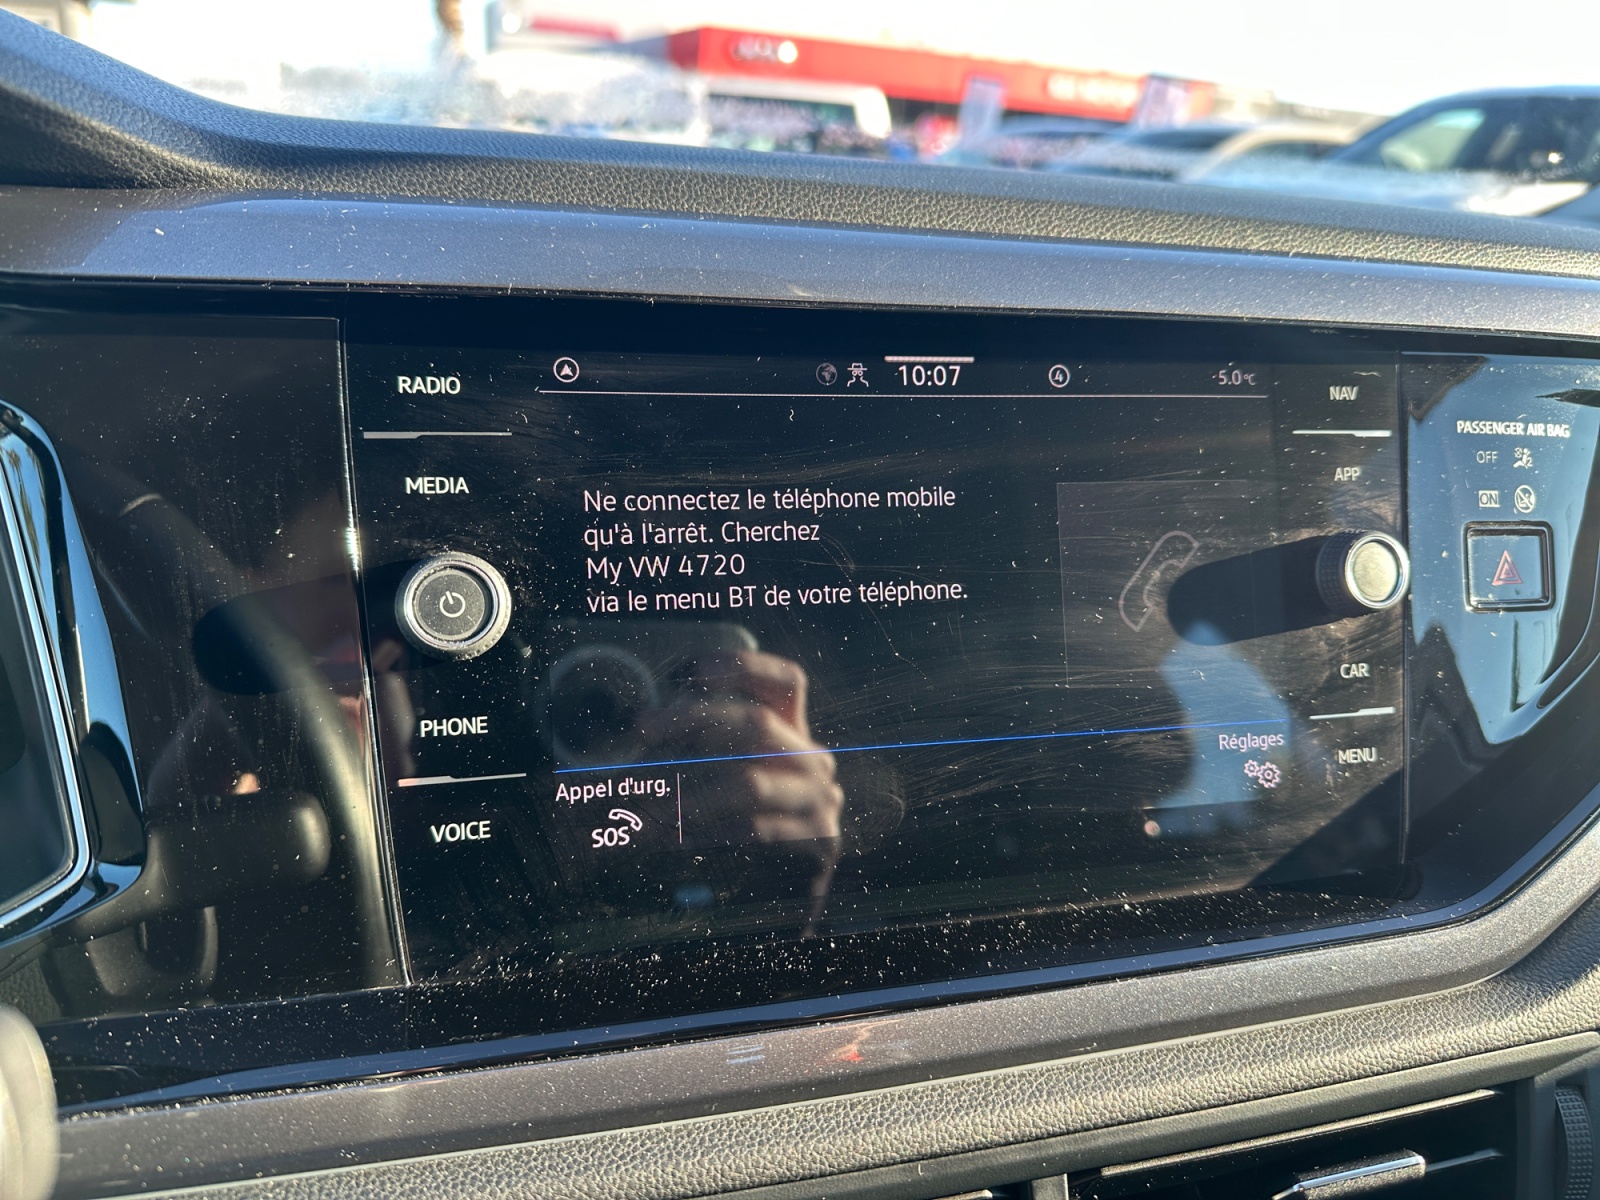 10:07
4
-5.0°C
RADIO
MEDIA
PHONE
VOICE
Ne connectez le téléphone mobile
qu'à l'arrêt. Cherchez
My VW 4720
via le menu BT de votre téléphone.
Appel d'urg.
SOS
Réglages
NAV
APP
CAR
MENU
PASSENGER AIR BAG
OFF
ON